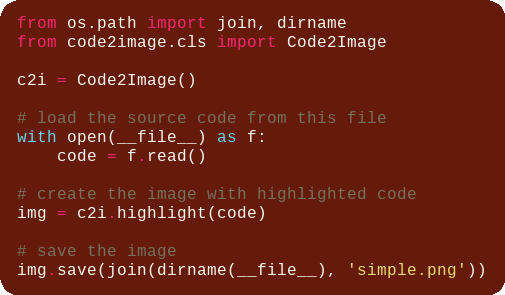 from os.path import join, dirname
from code2image.cls import Code2Image

c2i = Code2Image()

# load the source code from this file
with open(__file__) as f:
    code = f.read()

# create the image with highlighted code
img = c2i.highlight(code)

# save the image
img.save(join(dirname(__file__), 'simple.png'))